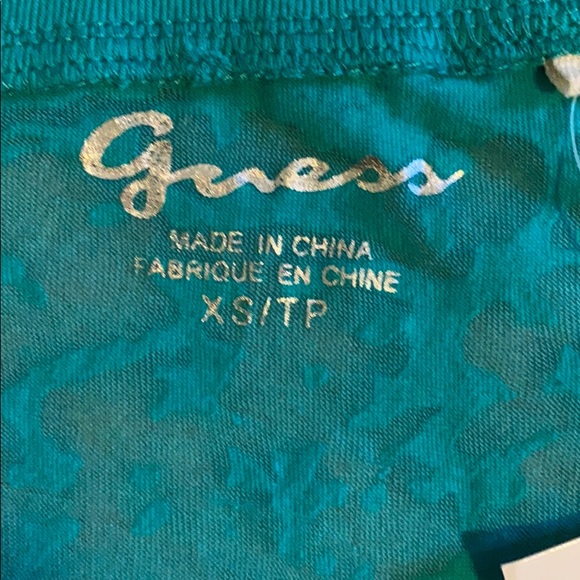 guess
MADE IN CHINA
FABRIQUE EN CHINE
XS/TP